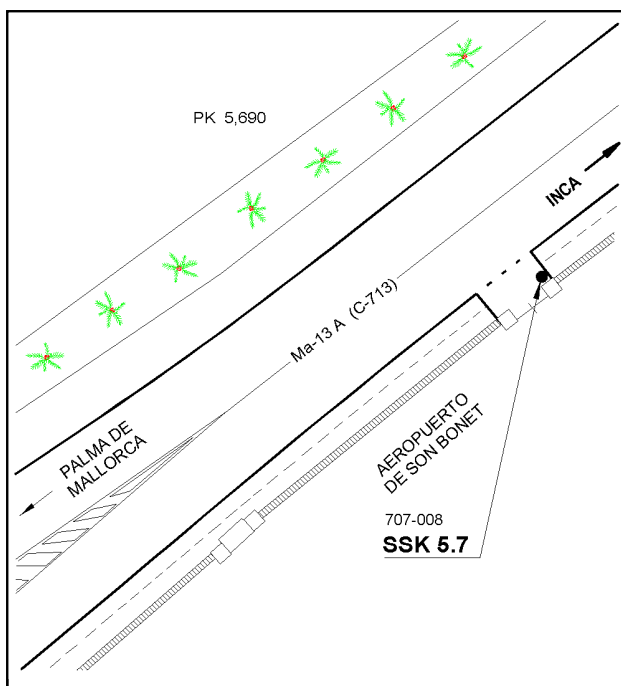 PK 5,690
INCA
Ma-13 A (C-713)
PALMA DE
MALLORCA
AEROPUERTO
DE SON BONET
707-008
SSK 5.7